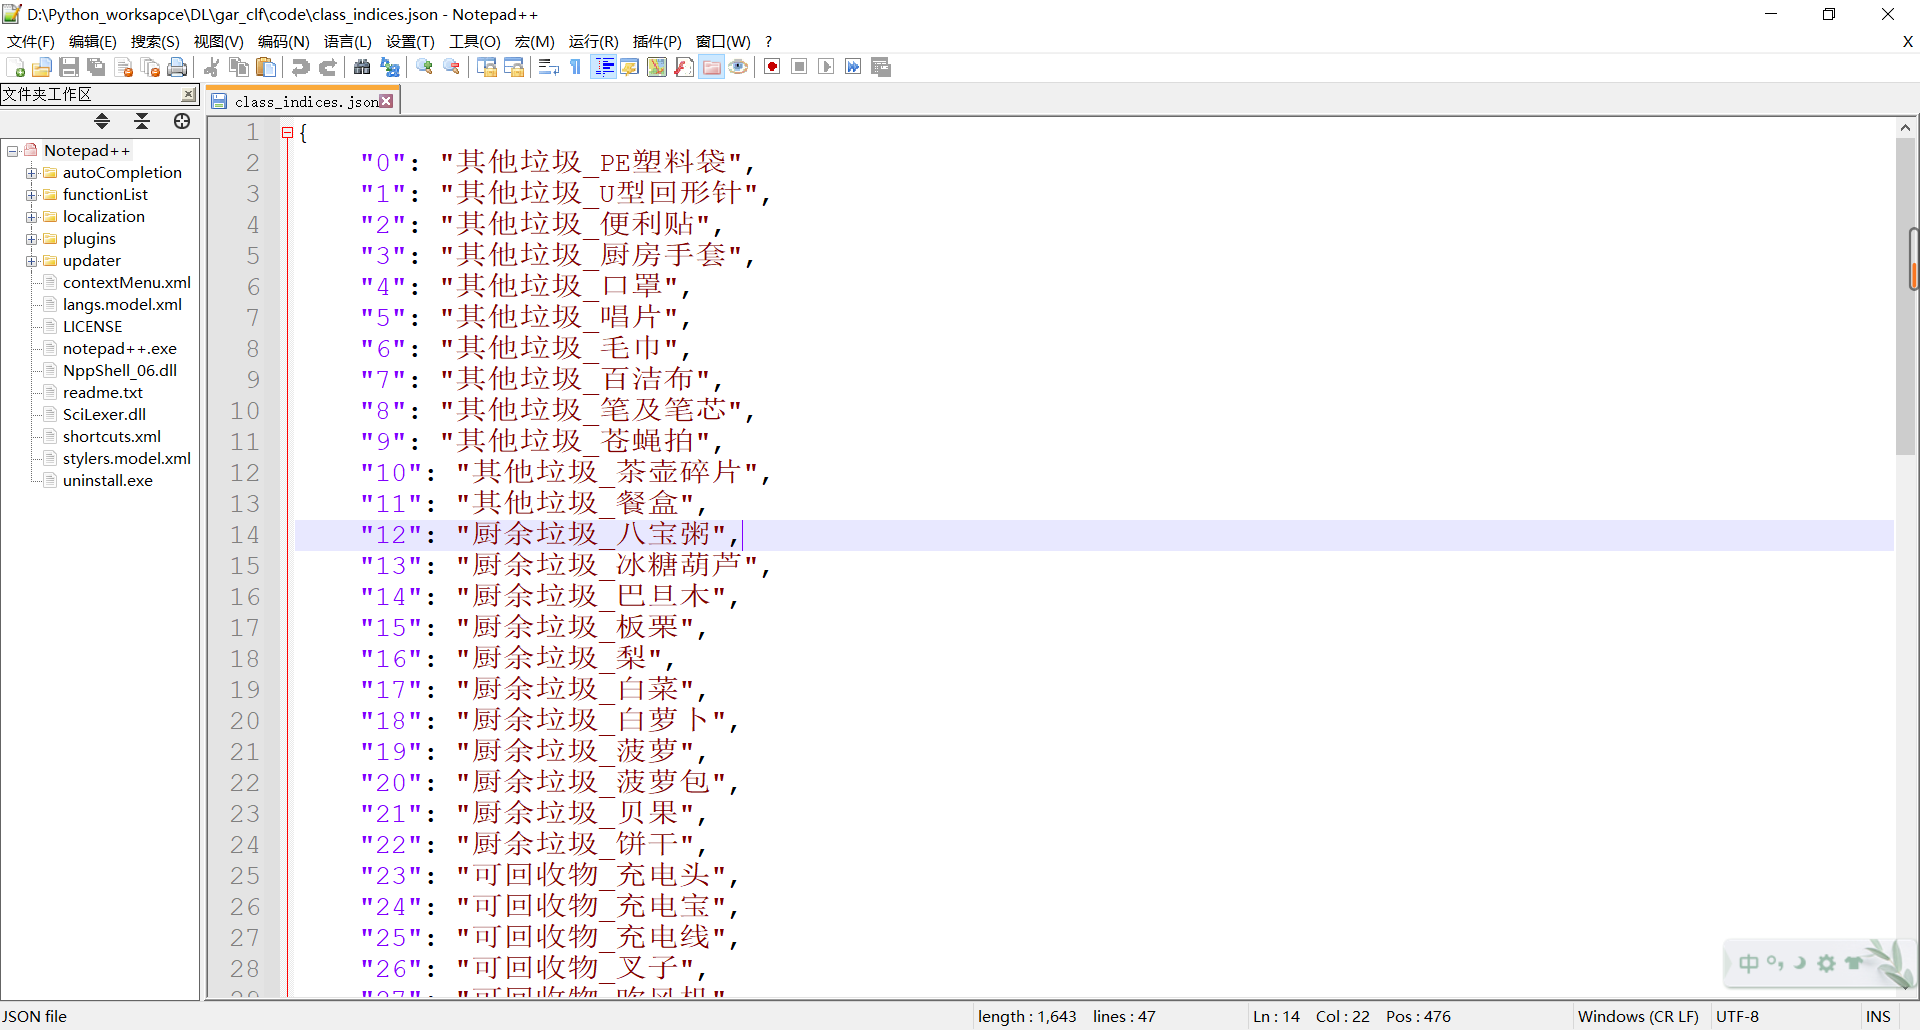 D:\Python_worksapce\DL\gar_clf\code\class_indices.json - Notepad++
文件(F) 编辑(E) 搜索(S) 视图(V) 编码(N) 语言(L) 设置(T) 工具(O) 宏(M) 运行(R) 插件(P) 窗口(W) ? X
文件夹工作区
class_indices.json
Notepad++
autoCompletion
functionList
localization
plugins
updater
contextMenu.xml
langs.model.xml
LICENSE
notepad++.exe
NppShell_06.dll
readme.txt
SciLexer.dll
shortcuts.xml
stylers.model.xml
uninstall.exe
1 {
2 "0": "其他垃圾_PE塑料袋",
3 "1": "其他垃圾_U型回形针",
4 "2": "其他垃圾_便利贴",
5 "3": "其他垃圾_厨房手套",
6 "4": "其他垃圾_口罩",
7 "5": "其他垃圾_唱片",
8 "6": "其他垃圾_毛巾",
9 "7": "其他垃圾_百洁布",
10 "8": "其他垃圾_笔及笔芯",
11 "9": "其他垃圾_苍蝇拍",
12 "10": "其他垃圾_茶壶碎片",
13 "11": "其他垃圾_餐盒",
14 "12": "厨余垃圾_八宝粥",
15 "13": "厨余垃圾_冰糖葫芦",
16 "14": "厨余垃圾_巴旦木",
17 "15": "厨余垃圾_板栗",
18 "16": "厨余垃圾_梨",
19 "17": "厨余垃圾_白菜",
20 "18": "厨余垃圾_白萝卜",
21 "19": "厨余垃圾_菠萝",
22 "20": "厨余垃圾_菠萝包",
23 "21": "厨余垃圾_贝果",
24 "22": "厨余垃圾_饼干",
25 "23": "可回收物_充电头",
26 "24": "可回收物_充电宝",
27 "25": "可回收物_充电线",
28 "26": "可回收物_叉子",
29 "27": "可回收物_吹风机"
中
JSON file length : 1,643 lines : 47 Ln : 14 Col : 22 Pos : 476 Windows (CR LF) UTF-8 INS